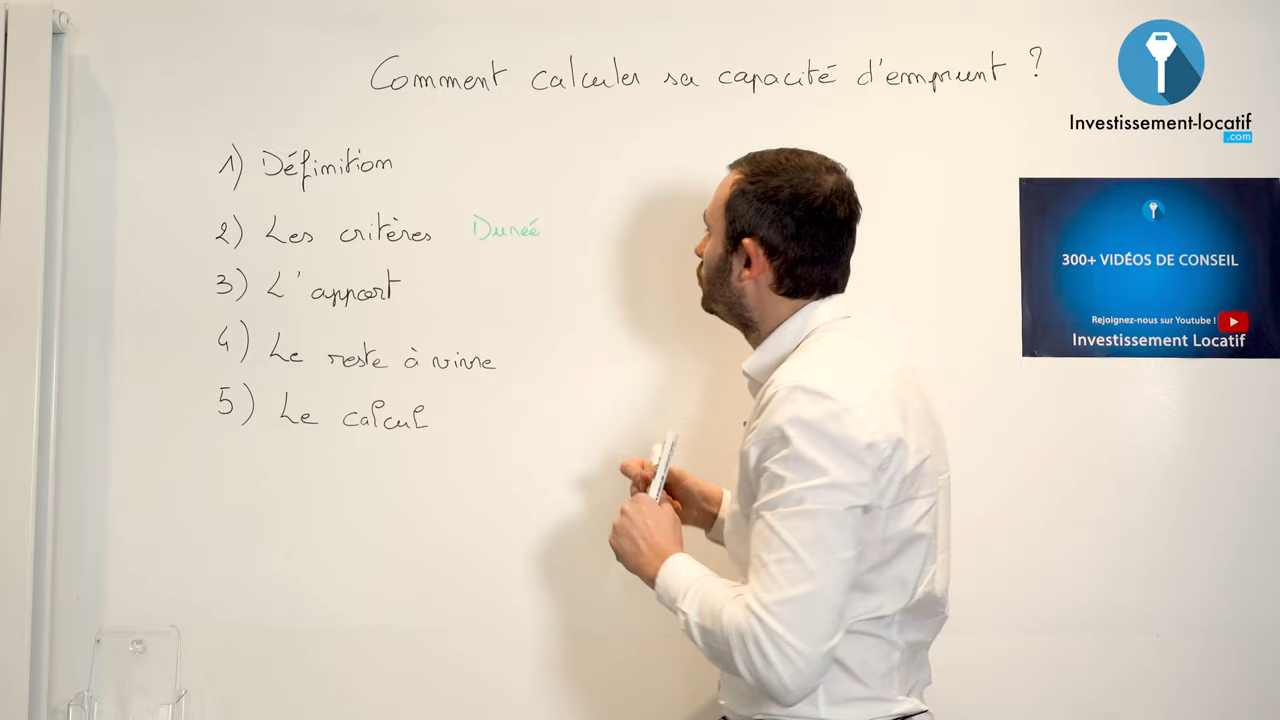 Comment calculer sa capacité d'emprunt ?
1) Définition
2) Les critères Dureé
3) L'apport
4) Le reste à vivre
5) Le calcul
Investissement-locatif
.com
300+ VIDÉOS DE CONSEIL
Rejoignez-nous sur Youtube !
Investissement Locatif